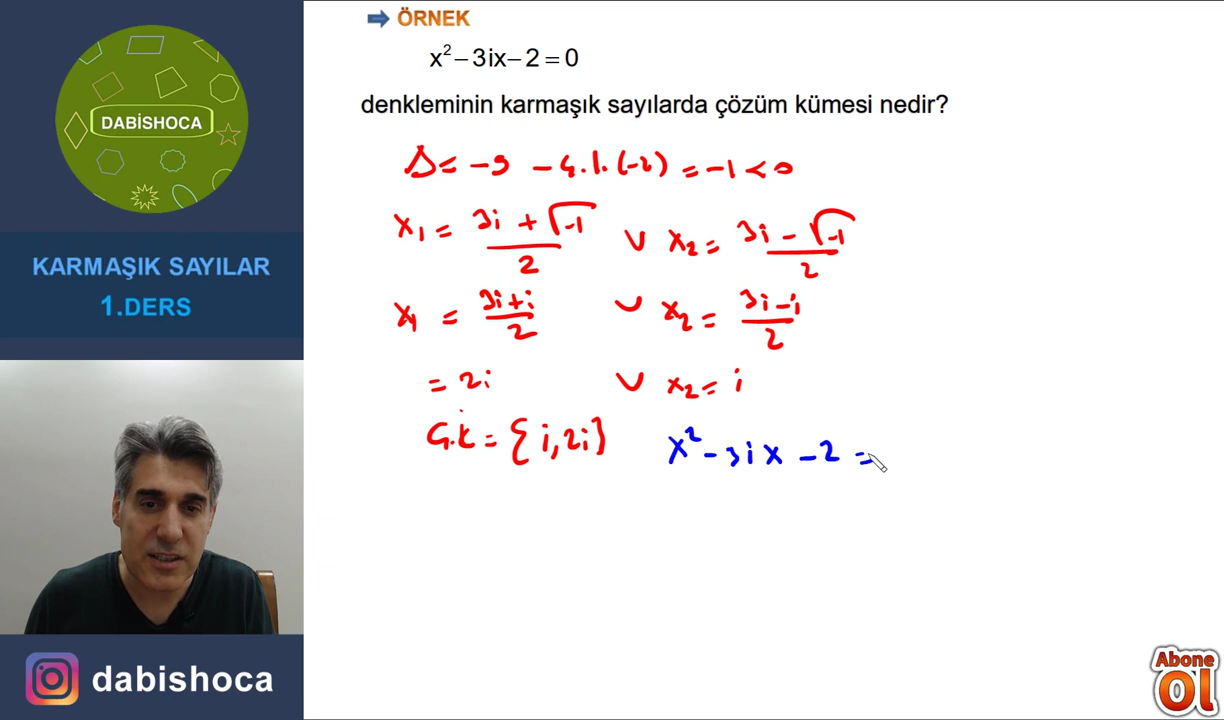 DABİSHOCA
KARMAŞIK SAYILAR
1.DERS
dabishoca
ÖRNEK
x² – 3ix – 2 = 0
denkleminin karmaşık sayılarda çözüm kümesi nedir?
Δ = -9 - 4.1.(-2) = -1 < 0
x₁ = (3i + √-1)/2 ∨ x₂ = (3i - √-1)/2
x₁ = (3i+i)/2 ∨ x₂ = (3i-i)/2
= 2i ∨ x₂ = i
Ç.K = {i, 2i} x² - 3ix - 2 =
Abone
ol